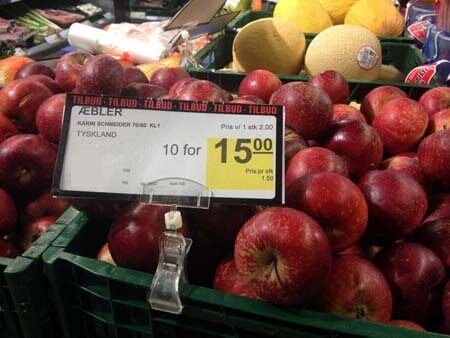 TILBUD TILBUD TILBUD TILBUD TILBUD
ÆBLER
KARIN SCHNEIDER 70/80 KL1
TYSKLAND
Pris v/ 1 stk 2,00
10 for 15.00
Pris pr stk
1,50